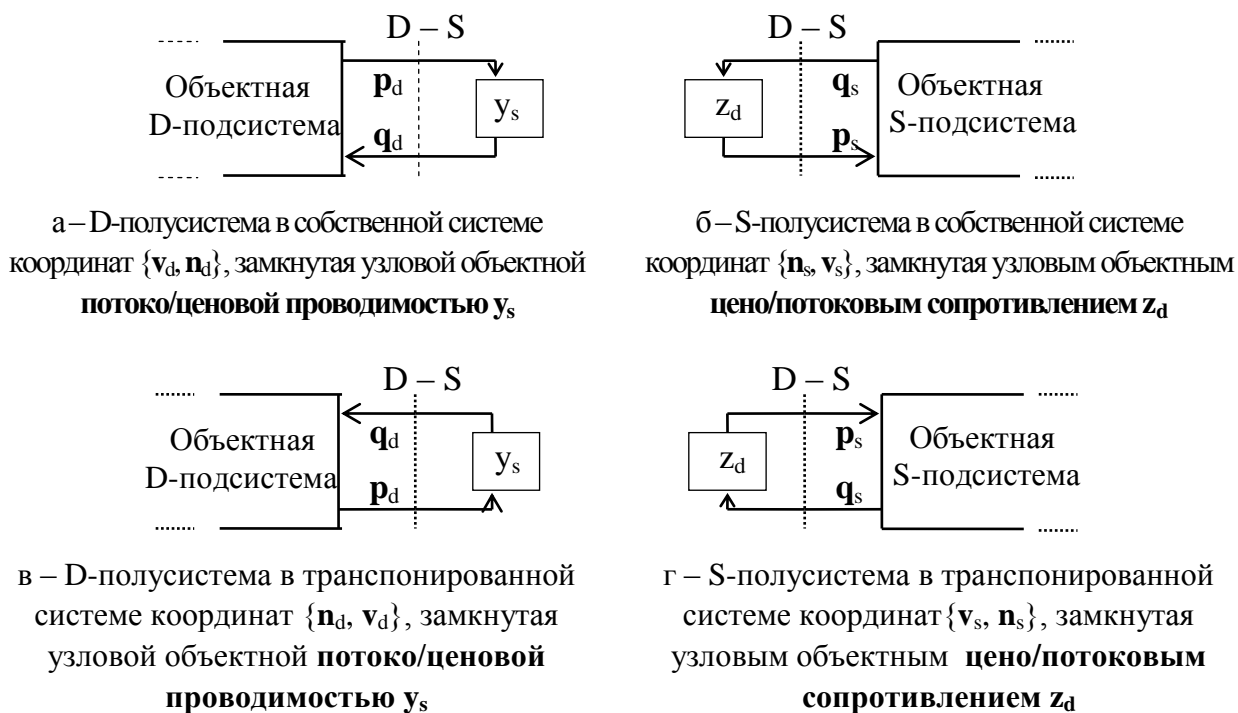 D – S
Объектная
D-подсистема
p_d
q_d
y_s
а – D-полусистема в собственной системе
координат {v_d, n_d}, замкнутая узловой объектной
потоко/ценовой проводимостью y_s
D – S
z_d
q_s
p_s
Объектная
S-подсистема
б – S-полусистема в собственной системе
координат {n_s, v_s}, замкнутая узловым объектным
цено/потоковым сопротивлением z_d
D – S
Объектная
D-подсистема
q_d
p_d
y_s
в – D-полусистема в транспонированной
системе координат {n_d, v_d}, замкнутая
узловой объектной потоко/ценовой
проводимостью y_s
D – S
z_d
p_s
q_s
Объектная
S-подсистема
г – S-полусистема в транспонированной
системе координат{v_s, n_s}, замкнутая
узловым объектным цено/потоковым
сопротивлением z_d